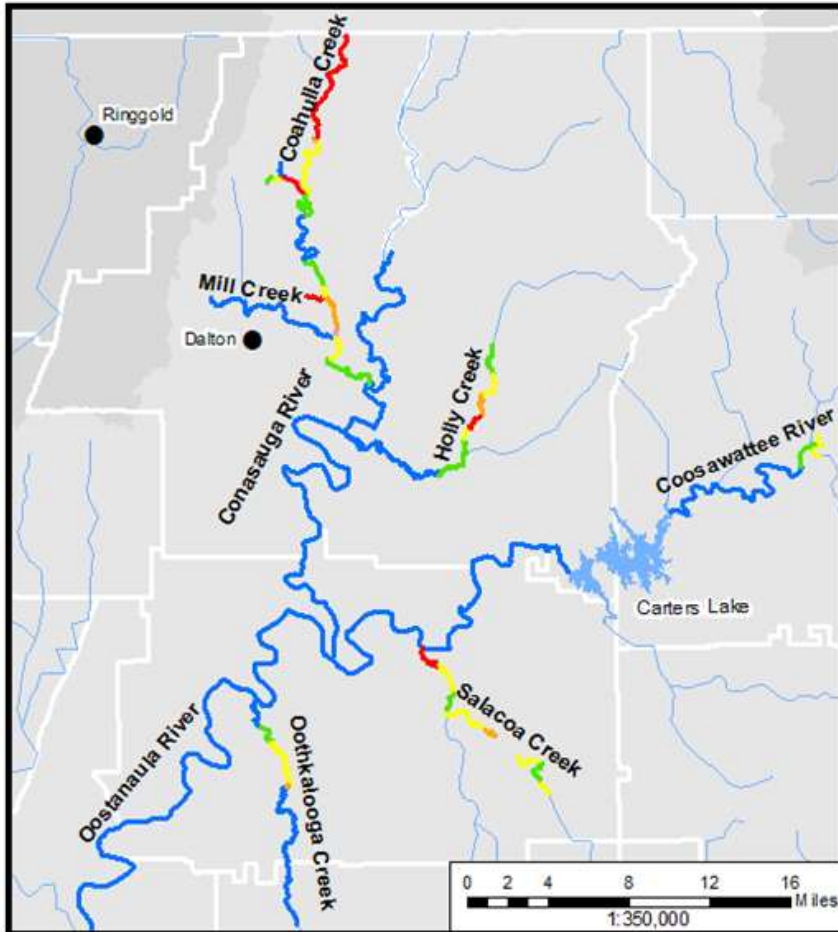 Coahulla Creek
Ringgold
Mill Creek
Dalton
Holly Creek
Conasauga River
Coosawattee River
Carters Lake
Salacoa Creek
Oostanaula River
Oothkalooga Creek
0 2 4 8 12 16
Miles
1:350,000